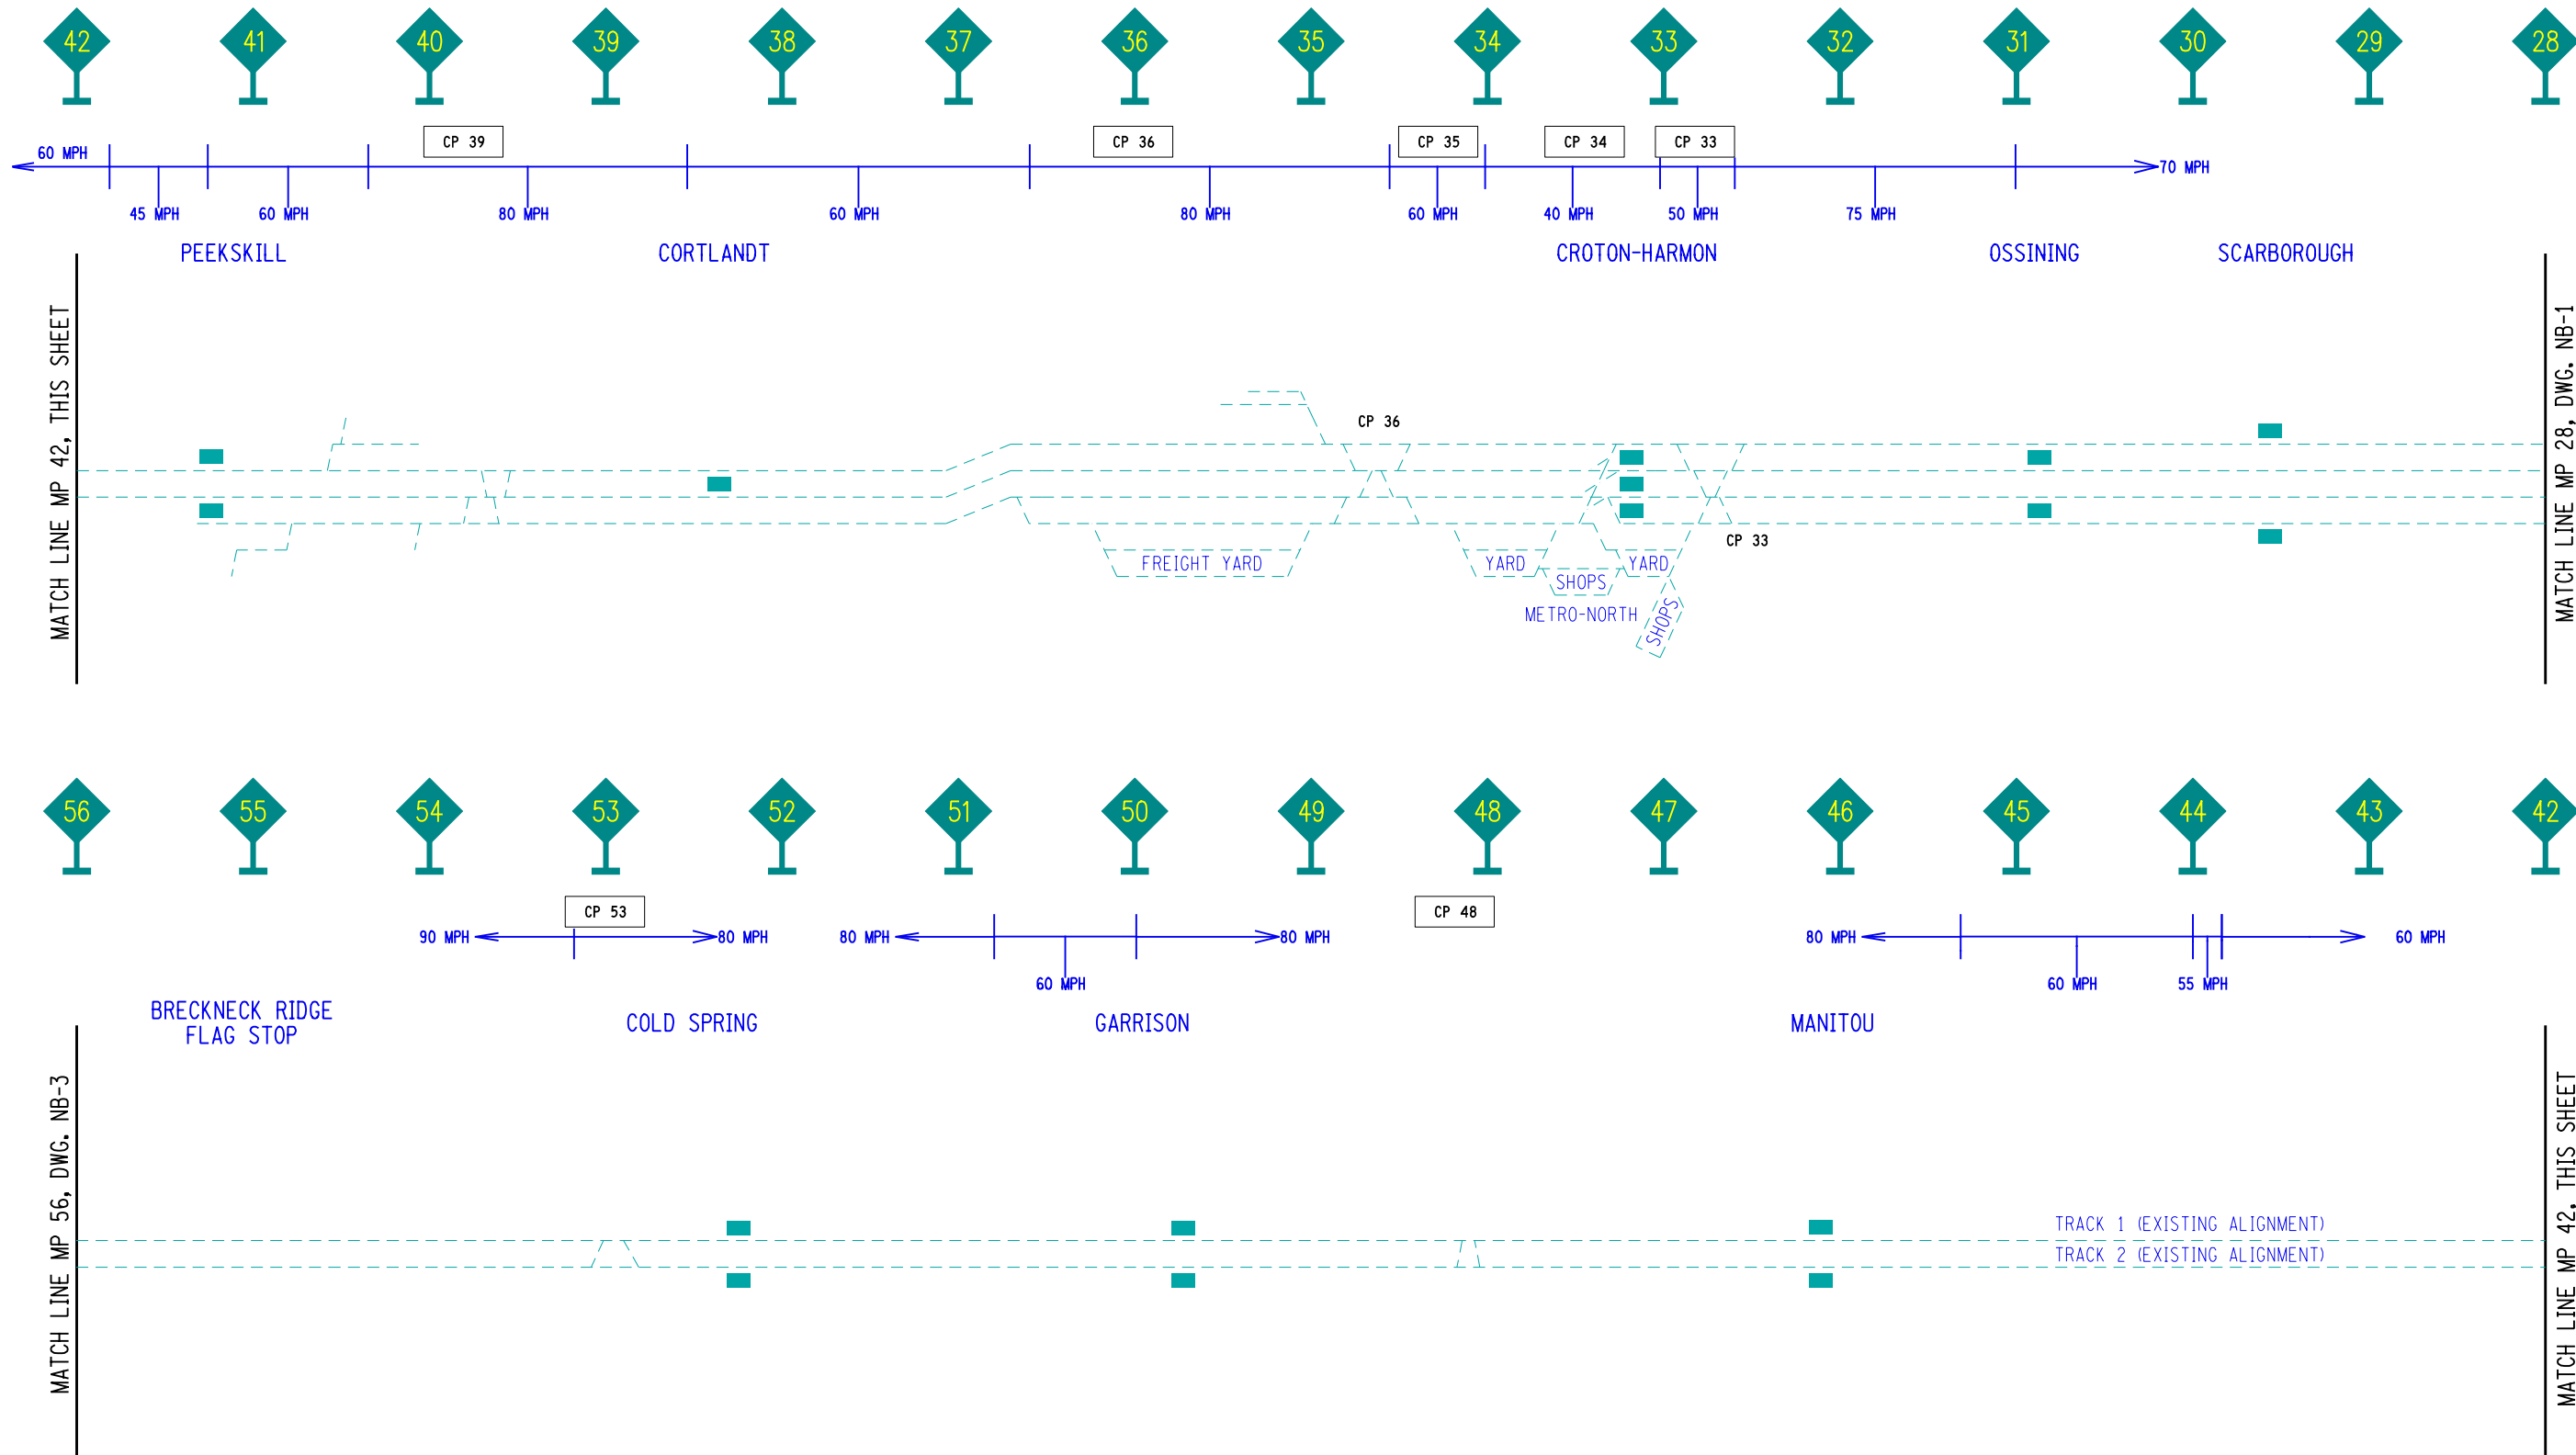 42 41 40 39 38 37 36 35 34 33 32 31 30 29 28
CP 39 CP 36 CP 35 CP 34 CP 33
60 MPH 70 MPH
45 MPH 60 MPH 80 MPH 60 MPH 80 MPH 60 MPH 40 MPH 50 MPH 75 MPH
PEEKSKILL CORTLANDT CROTON-HARMON OSSINING SCARBOROUGH
MATCH LINE MP 42, THIS SHEET
MATCH LINE MP 28, DWG. NB-1
CP 36
CP 33
FREIGHT YARD YARD YARD
SHOPS
METRO-NORTH
SHOPS
56 55 54 53 52 51 50 49 48 47 46 45 44 43 42
CP 53 CP 48
90 MPH 80 MPH 80 MPH 80 MPH 80 MPH 60 MPH
60 MPH 60 MPH 55 MPH
BRECKNECK RIDGE
FLAG STOP
COLD SPRING GARRISON MANITOU
MATCH LINE MP 56, DWG. NB-3
MATCH LINE MP 42, THIS SHEET
TRACK 1 (EXISTING ALIGNMENT)
TRACK 2 (EXISTING ALIGNMENT)